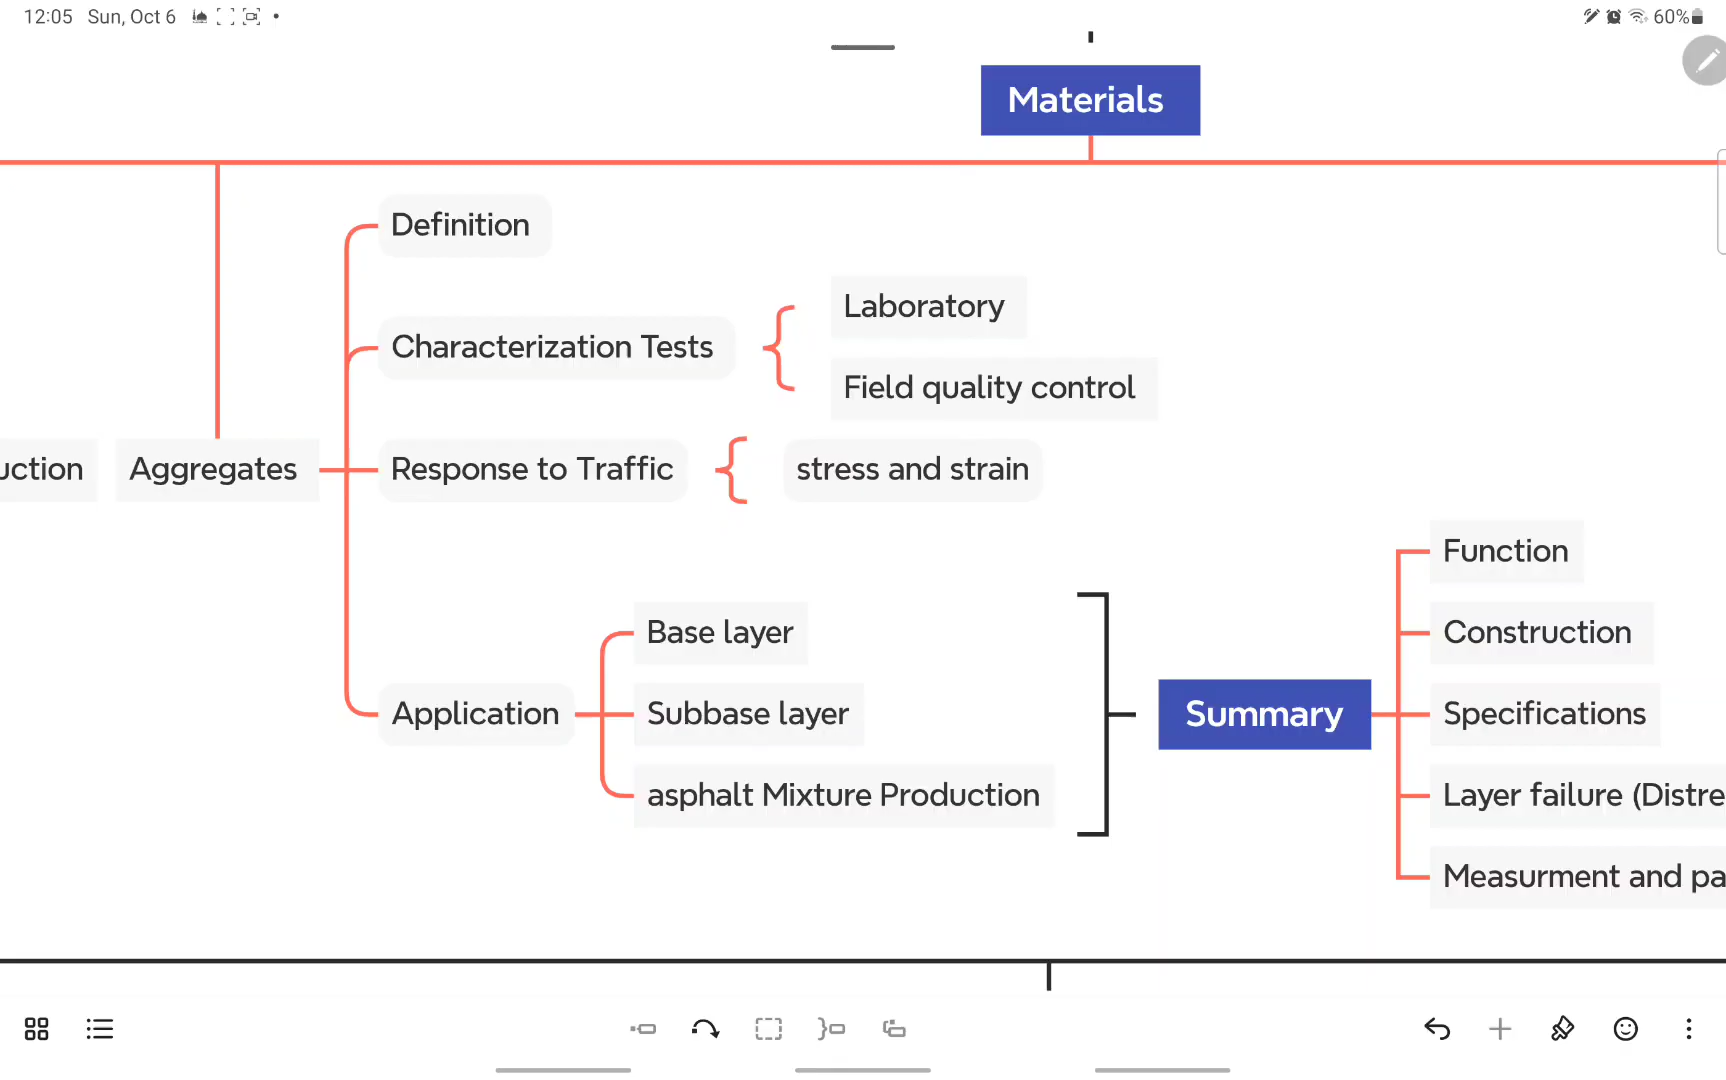 12:05 Sun, Oct 6
60%
Materials
Definition
Characterization Tests
Laboratory
Field quality control
uction
Aggregates
Response to Traffic
stress and strain
Application
Base layer
Subbase layer
asphalt Mixture Production
Summary
Function
Construction
Specifications
Layer failure (Distre
Measurment and pa